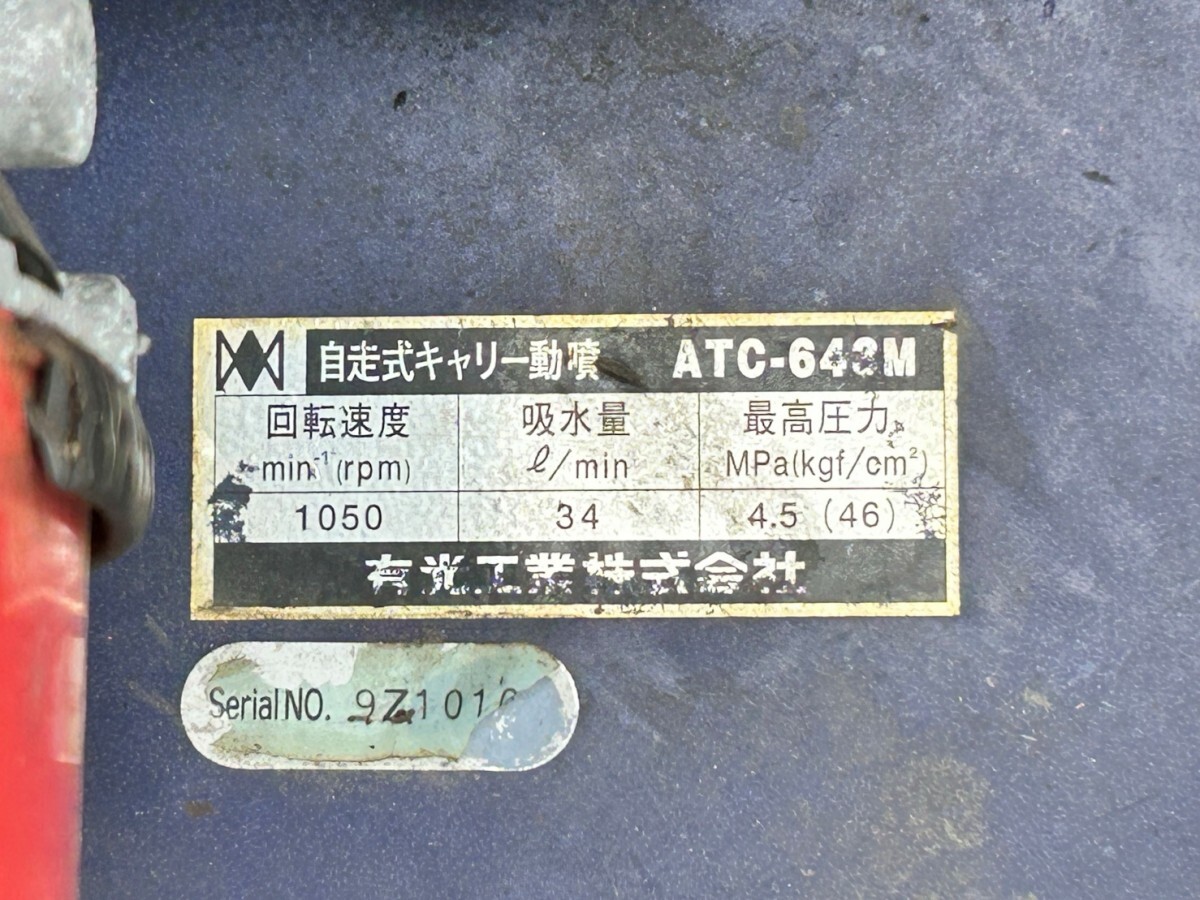 自走式キャリー動噴
回転速度 吸水量 最高圧力
min⁻¹(rpm) ℓ/min MPa(kgf/cm²)
1050 34 4.5 (46)
有光工業株式会社
Serial NO.